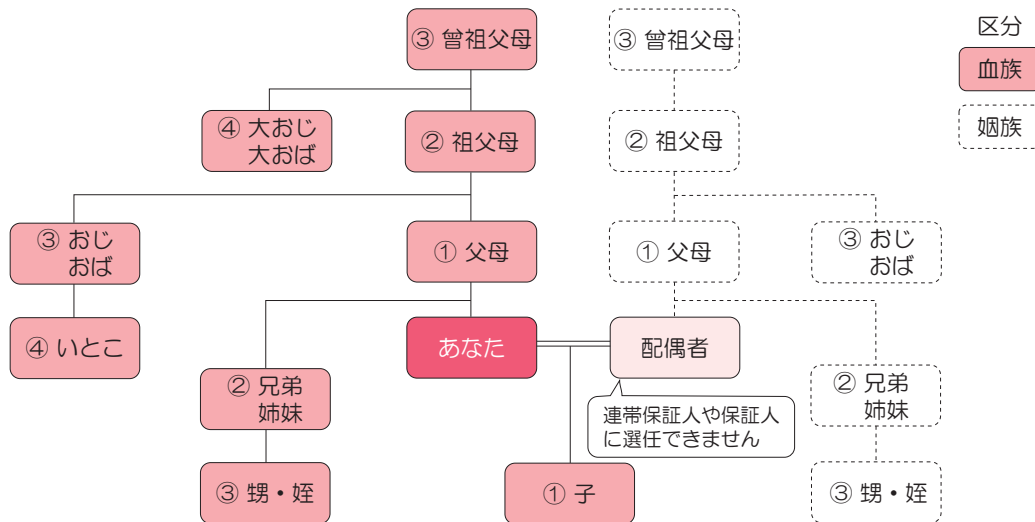 ③ 曾祖父母
③ 曾祖父母
区分
血族
④ 大おじ
大おば
② 祖父母
② 祖父母
姻族
③ おじ
おば
① 父母
① 父母
③ おじ
おば
④ いとこ
あなた
配偶者
② 兄弟
姉妹
連帯保証人や保証人
に選任できません
② 兄弟
姉妹
③ 甥・姪
① 子
③ 甥・姪